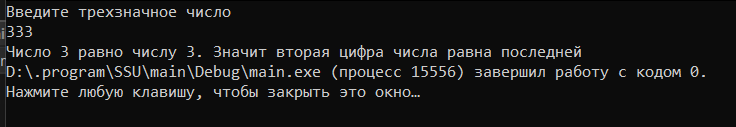 Введите трехзначное число
333
Число 3 равно числу 3. Значит вторая цифра числа равна последней
D:\.program\SSU\main\Debug\main.exe (процесс 15556) завершил работу с кодом 0.
Нажмите любую клавишу, чтобы закрыть это окно…